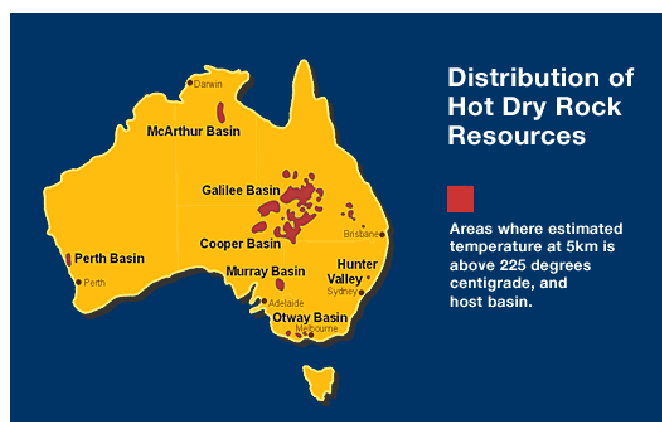 Distribution of
Hot Dry Rock
Resources
Areas where estimated
temperature at 5km is
above 225 degrees
centigrade, and
host basin.
Darwin
McArthur Basin
Galilee Basin
Cooper Basin
Brisbane
Perth Basin
Perth
Murray Basin
Hunter
Valley
Sydney
Adelaide
Otway Basin
Melbourne